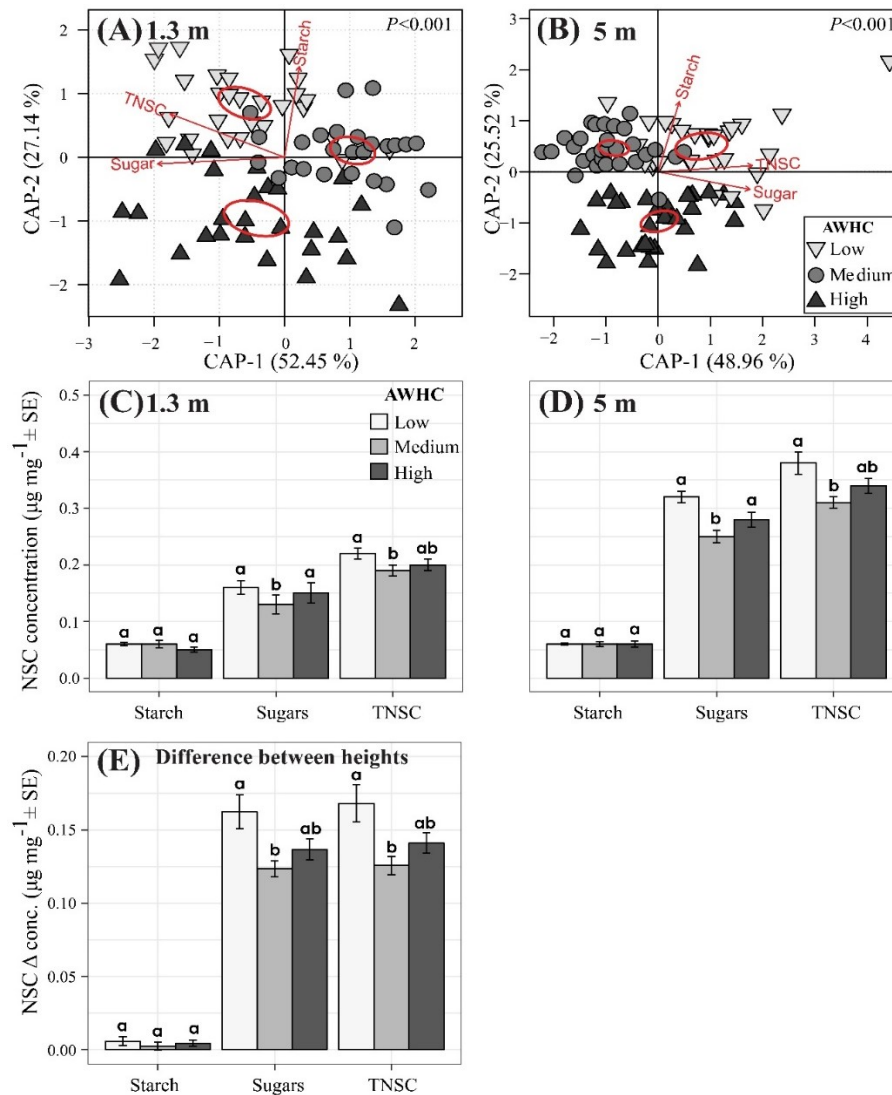 (A) 1.3 m
P<0.001
Starch
TNSC
Sugar
CAP-2 (27.14 %)
2
1
0
−1
−2
−3 −2 −1 0 1 2
CAP-1 (52.45 %)
(B) 5 m
P<0.001
Starch
TNSC
Sugar
CAP-2 (25.52 %)
3
2
1
0
−1
−2
−2 −1 0 1 2 3 4
CAP-1 (48.96 %)
AWHC
Low
Medium
High
(C) 1.3 m
AWHC
Low
Medium
High
NSC concentration (µg mg⁻¹ ± SE)
0.5
0.4
0.3
0.2
0.1
0.0
a a a
a b a
a b ab
Starch Sugars TNSC
(D) 5 m
a a a
a b a
a b ab
Starch Sugars TNSC
(E) Difference between heights
NSC Δ conc. (µg mg⁻¹ ± SE)
0.20
0.15
0.10
0.05
0.00
a a a
a b ab
a b ab
Starch Sugars TNSC